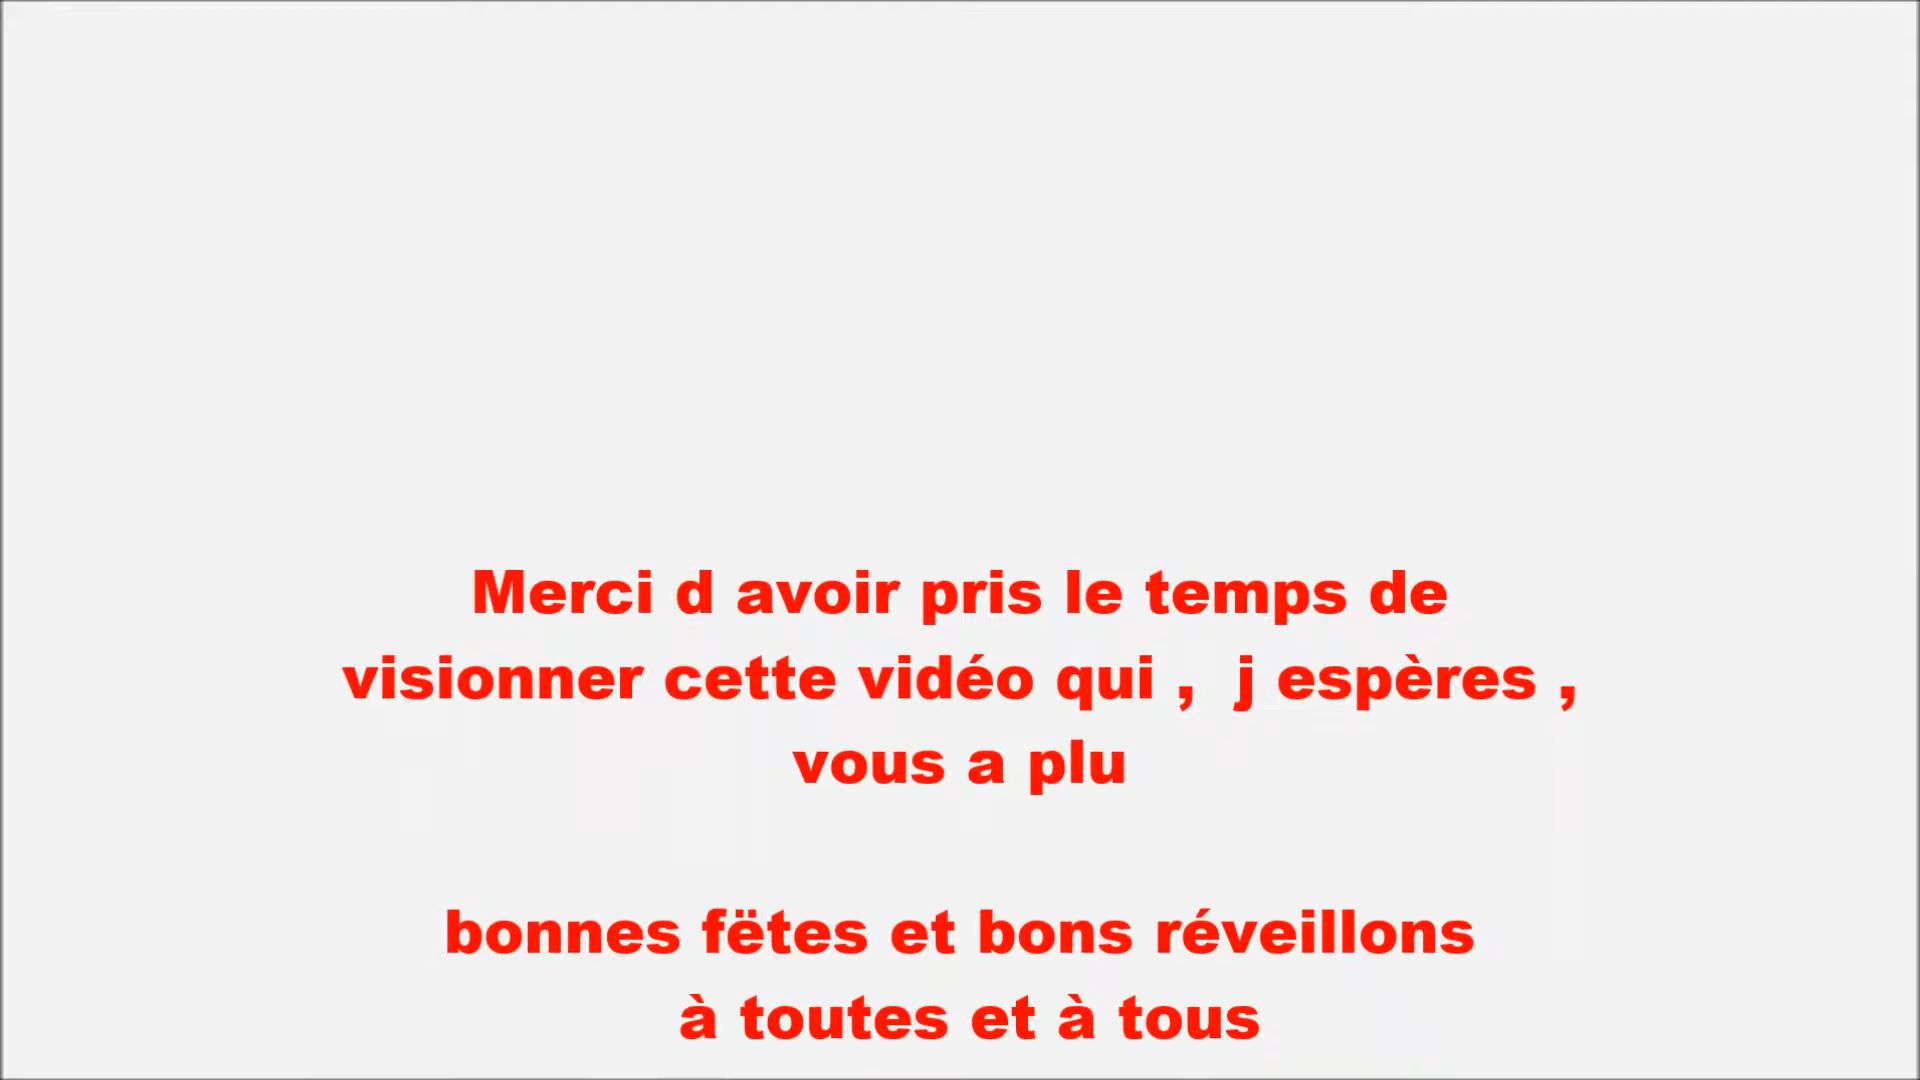 Merci d avoir pris le temps de
visionner cette vidéo qui ,  j espères ,
vous a plu
bonnes fëtes et bons réveillons
à toutes et à tous